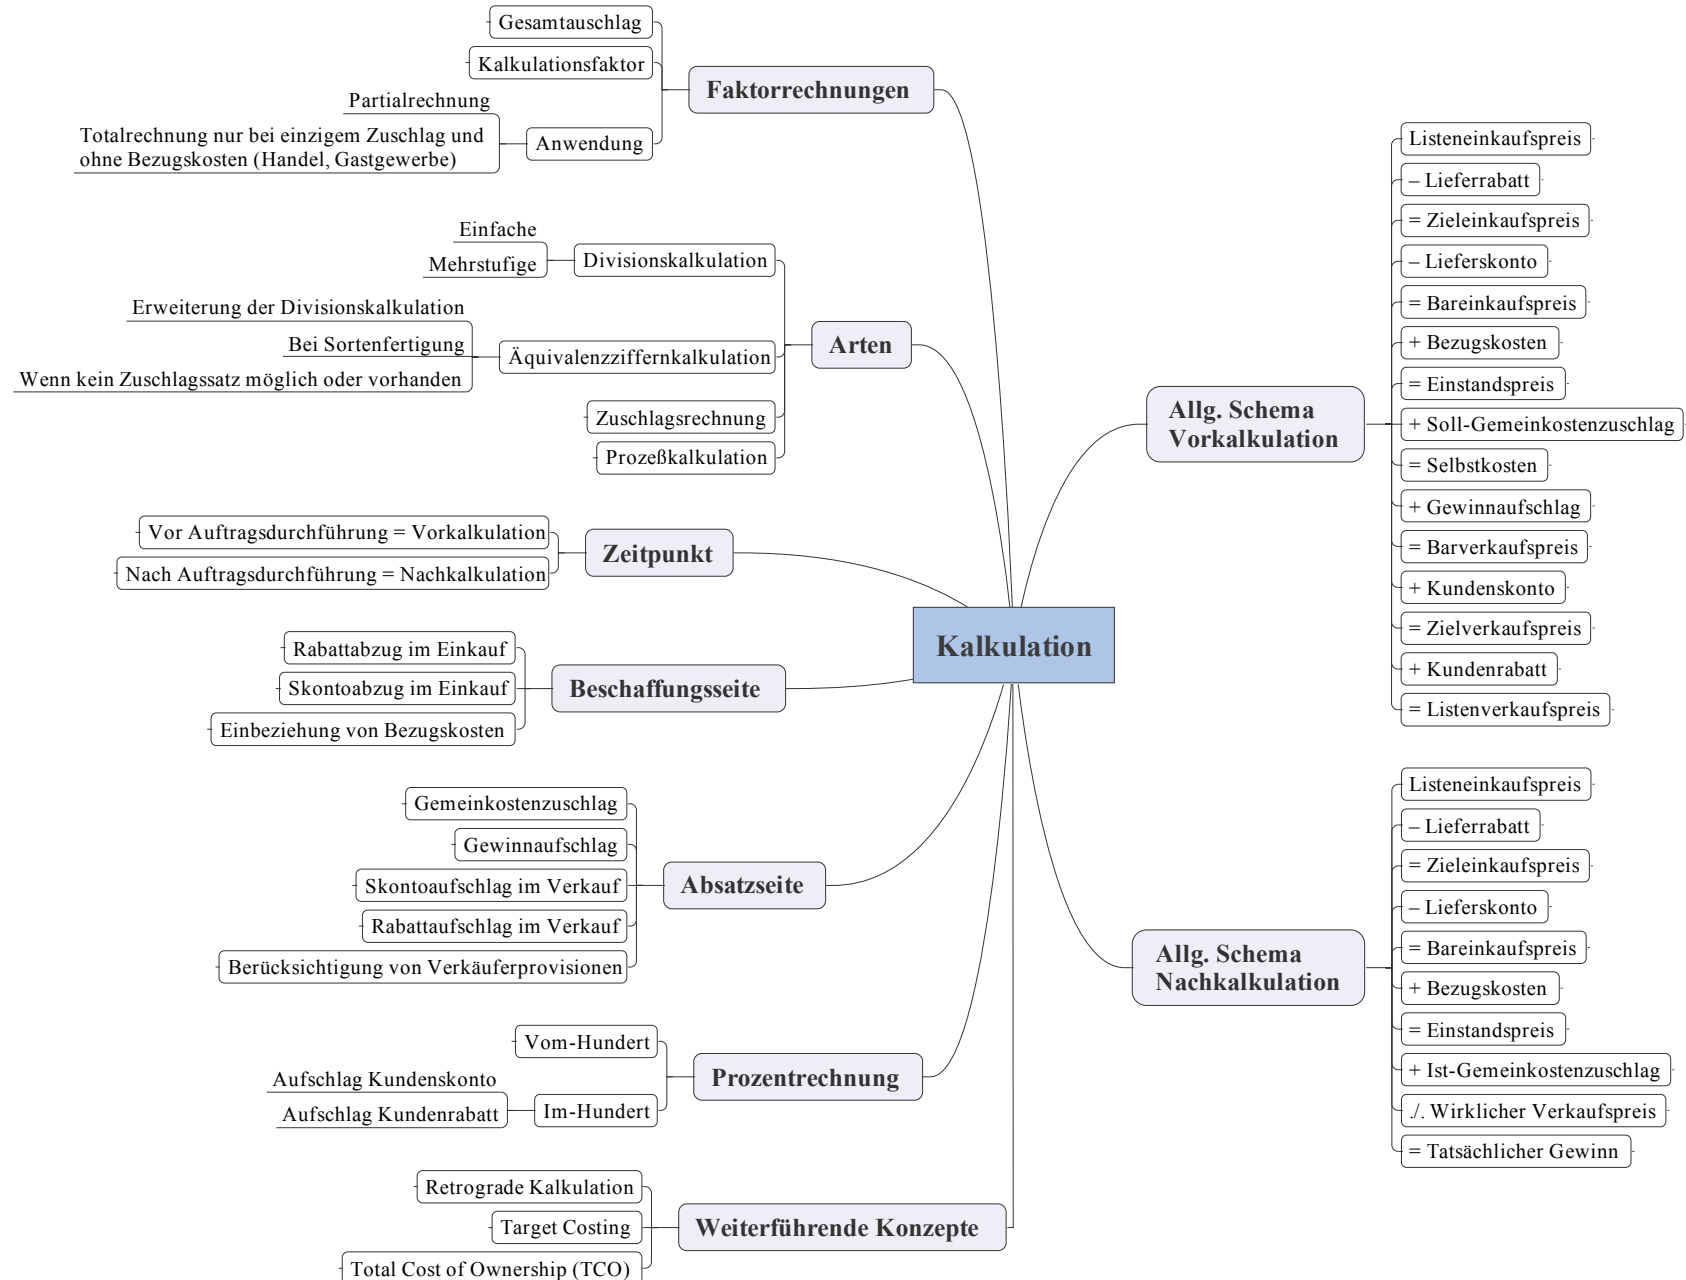 Kalkulation
Faktorrechnungen
Gesamtauschlag
Kalkulationsfaktor
Anwendung
Partialrechnung
Totalrechnung nur bei einzigem Zuschlag und
ohne Bezugskosten (Handel, Gastgewerbe)
Arten
Divisionskalkulation
Einfache
Mehrstufige
Äquivalenzziffernkalkulation
Erweiterung der Divisionskalkulation
Bei Sortenfertigung
Wenn kein Zuschlagssatz möglich oder vorhanden
Zuschlagsrechnung
Prozeßkalkulation
Zeitpunkt
Vor Auftragsdurchführung = Vorkalkulation
Nach Auftragsdurchführung = Nachkalkulation
Beschaffungsseite
Rabattabzug im Einkauf
Skontoabzug im Einkauf
Einbeziehung von Bezugskosten
Absatzseite
Gemeinkostenzuschlag
Gewinnaufschlag
Skontoaufschlag im Verkauf
Rabattaufschlag im Verkauf
Berücksichtigung von Verkäuferprovisionen
Prozentrechnung
Vom-Hundert
Im-Hundert
Aufschlag Kundenskonto
Aufschlag Kundenrabatt
Weiterführende Konzepte
Retrograde Kalkulation
Target Costing
Total Cost of Ownership (TCO)
Allg. Schema
Vorkalkulation
Listeneinkaufspreis
– Lieferrabatt
= Zieleinkaufspreis
– Lieferskonto
= Bareinkaufspreis
+ Bezugskosten
= Einstandspreis
+ Soll-Gemeinkostenzuschlag
= Selbstkosten
+ Gewinnaufschlag
= Barverkaufspreis
+ Kundenskonto
= Zielverkaufspreis
+ Kundenrabatt
= Listenverkaufspreis
Allg. Schema
Nachkalkulation
Listeneinkaufspreis
– Lieferrabatt
= Zieleinkaufspreis
– Lieferskonto
= Bareinkaufspreis
+ Bezugskosten
= Einstandspreis
+ Ist-Gemeinkostenzuschlag
./. Wirklicher Verkaufspreis
= Tatsächlicher Gewinn